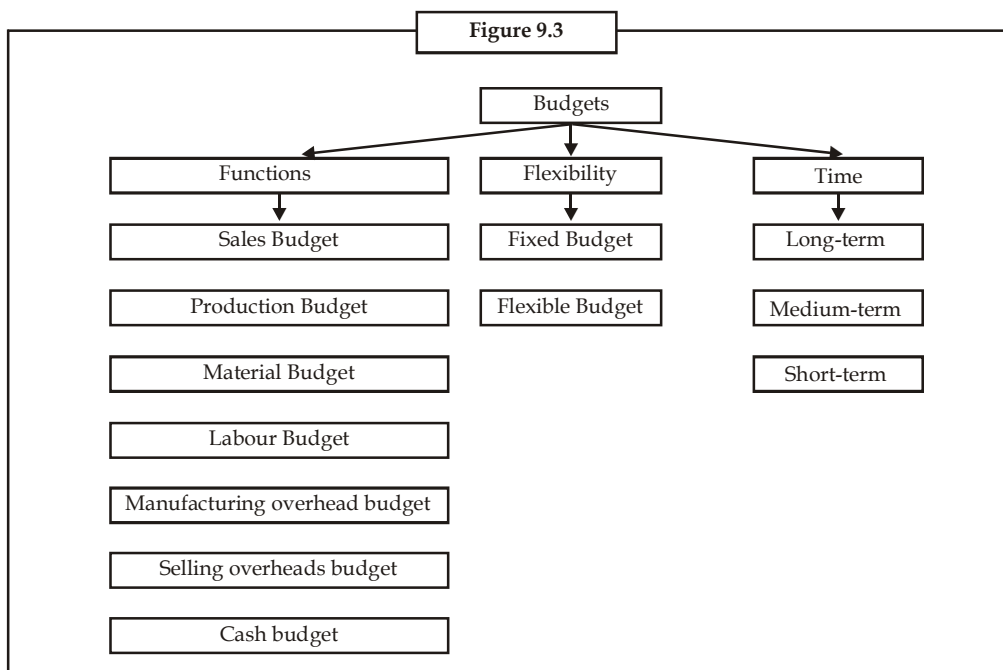 Figure 9.3
Budgets
Functions
Flexibility
Time
Sales Budget
Fixed Budget
Long-term
Production Budget
Flexible Budget
Medium-term
Material Budget
Short-term
Labour Budget
Manufacturing overhead budget
Selling overheads budget
Cash budget